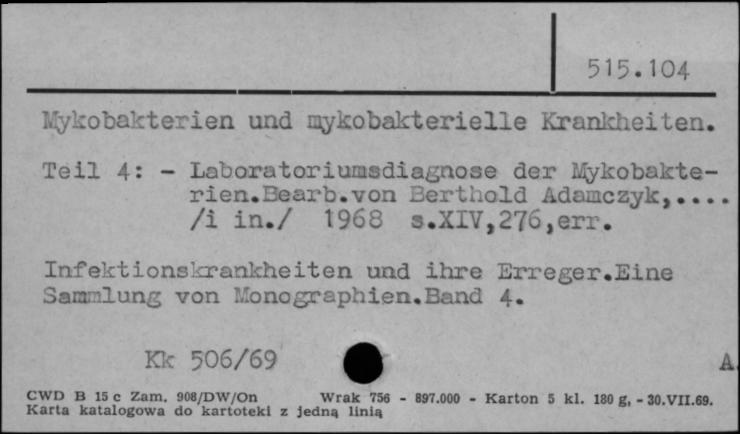 515.104
Mykobakterien und mykobakterielle Krankheiten.
Teil 4: - Laboratoriumsdiagnose der Mykobakte-
rien.Bearb.von Berthold Adamczyk,....
/i in./ 1968 s.XIV,276,err.
Infektionskrankheiten und ihre Erreger.Eine
Sammlung von Monographien.Band 4.
Kk 506/69
A.
CWD B 15 c Zam. 908/DW/On Wrak 756 - 897.000 - Karton 5 kl. 180 g, - 30.VII.69.
Karta katalogowa do kartoteki z jedną linią